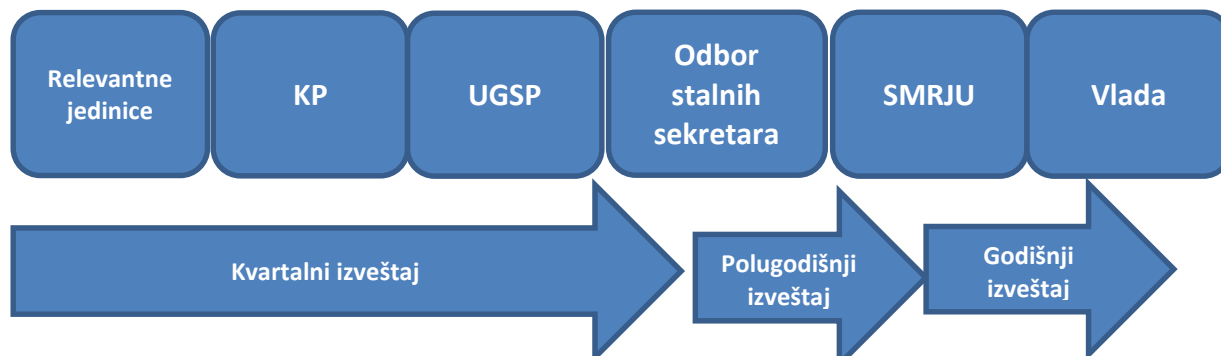 Relevantne
jedinice
KP
UGSP
Odbor
stalnih
sekretara
SMRJU
Vlada
Kvartalni izveštaj
Polugodišnji
izveštaj
Godišnji
izveštaj